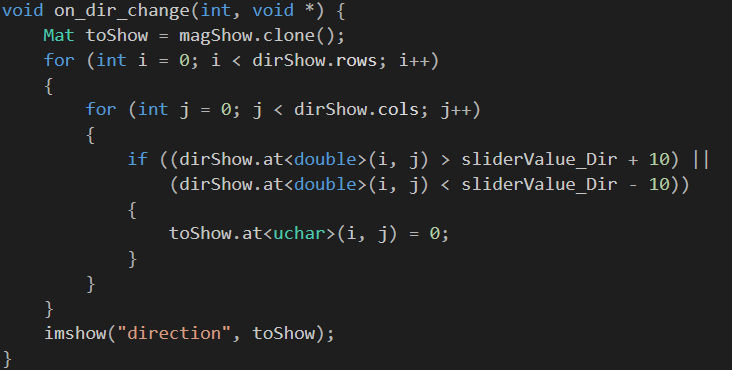 void on_dir_change(int, void *) {
    Mat toShow = magShow.clone();
    for (int i = 0; i < dirShow.rows; i++)
    {
        for (int j = 0; j < dirShow.cols; j++)
        {
            if ((dirShow.at<double>(i, j) > sliderValue_Dir + 10) ||
                (dirShow.at<double>(i, j) < sliderValue_Dir - 10))
            {
                toShow.at<uchar>(i, j) = 0;
            }
        }
    }
    imshow("direction", toShow);
}